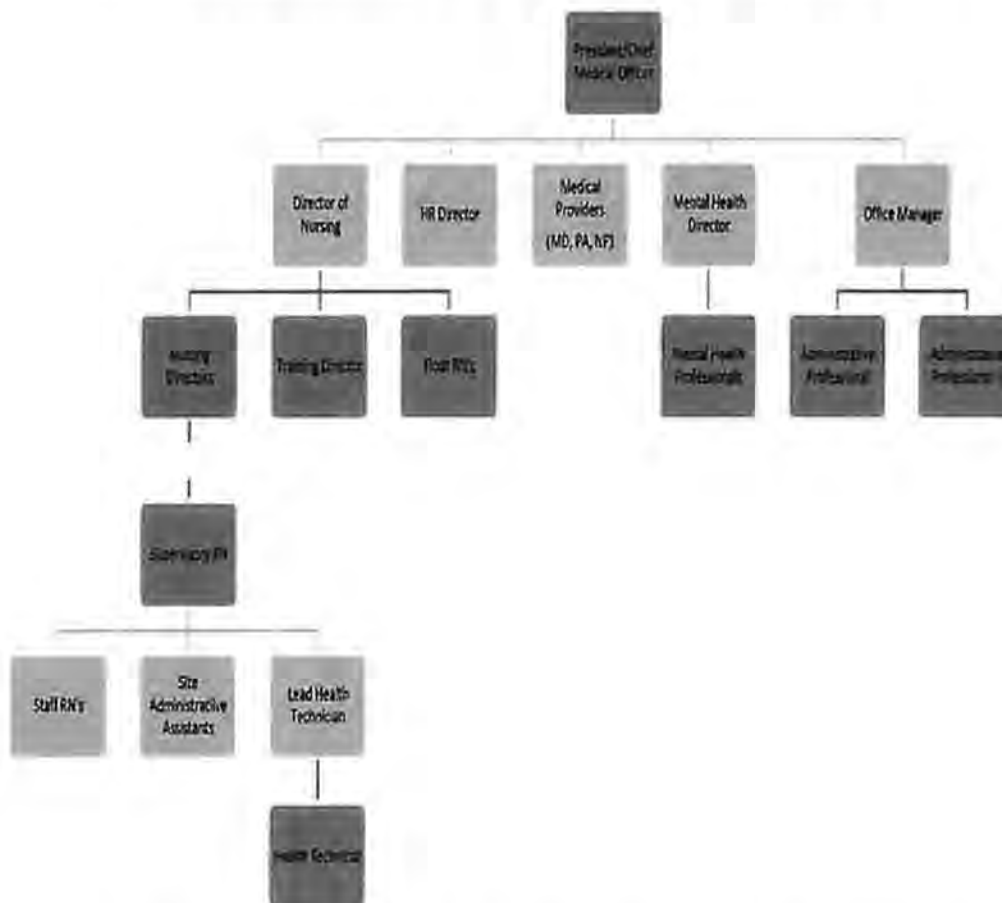 President/Chief
Medical Officer
Director of
Nursing
HR Director
Medical
Providers
(MD, PA, NP)
Mental Health
Director
Office Manager
Nursing
Directors
Training Director
Float RN's
Mental Health
Professionals
Administrative
Professional
Administrative
Professional
Supervisory RN
Staff RN's
Site
Administrative
Assistants
Lead Health
Technician
Health Technician